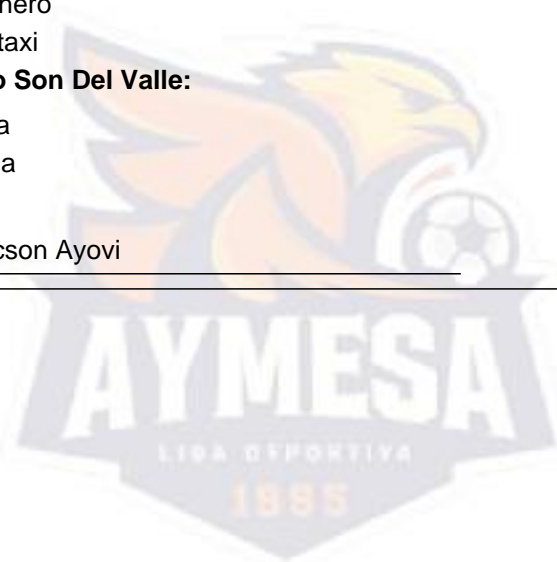 nero
taxi
o Son Del Valle:
a
a
cson Ayovi
AYMESA
LIGA DEPORTIVA
1995